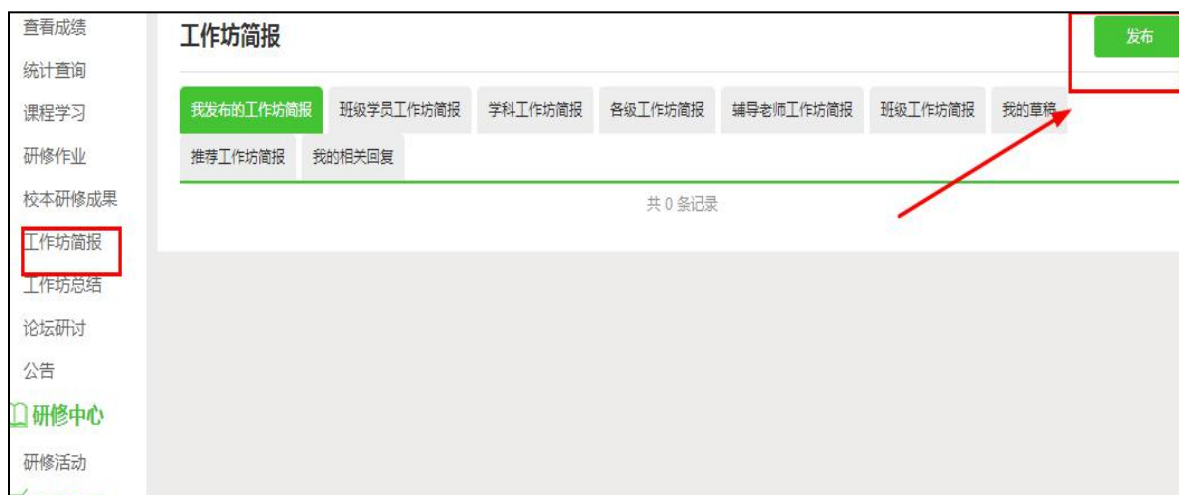 查看成绩
统计查询
课程学习
研修作业
校本研修成果
工作坊简报
工作坊总结
论坛研讨
公告
研修中心
研修活动
工作坊简报
发布
我发布的工作坊简报 班级学员工作坊简报 学科工作坊简报 各级工作坊简报 辅导老师工作坊简报 班级工作坊简报 我的草稿
推荐工作坊简报 我的相关回复
共 0 条记录